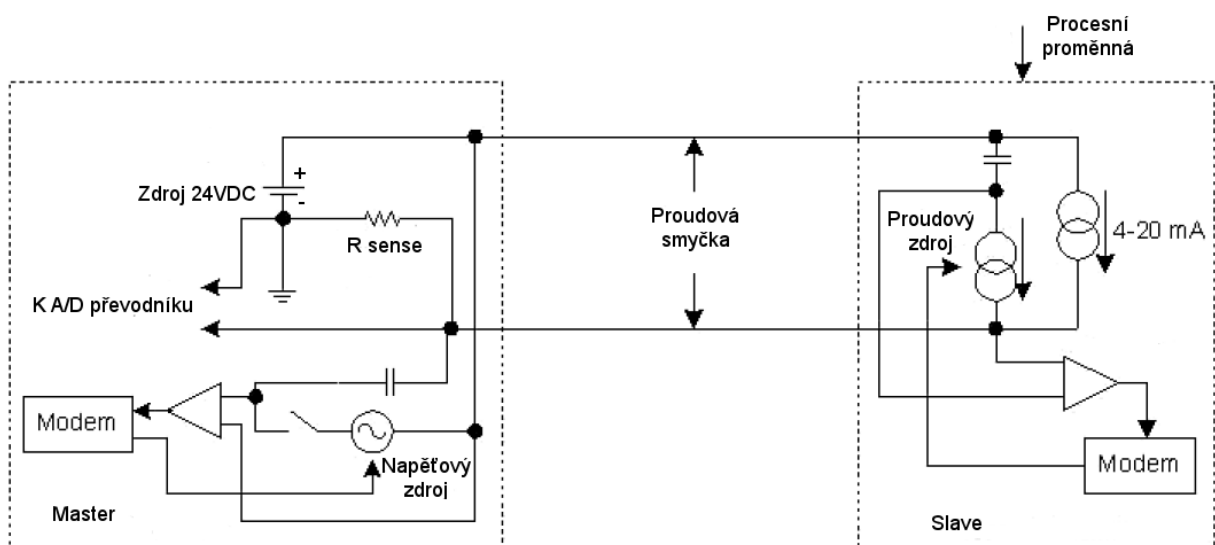 Procesní
proměnná
Zdroj 24VDC
+
-
R sense
K A/D převodníku
Proudová
smyčka
Proudový
zdroj
4-20 mA
Modem
Napěťový
zdroj
Master
Modem
Slave